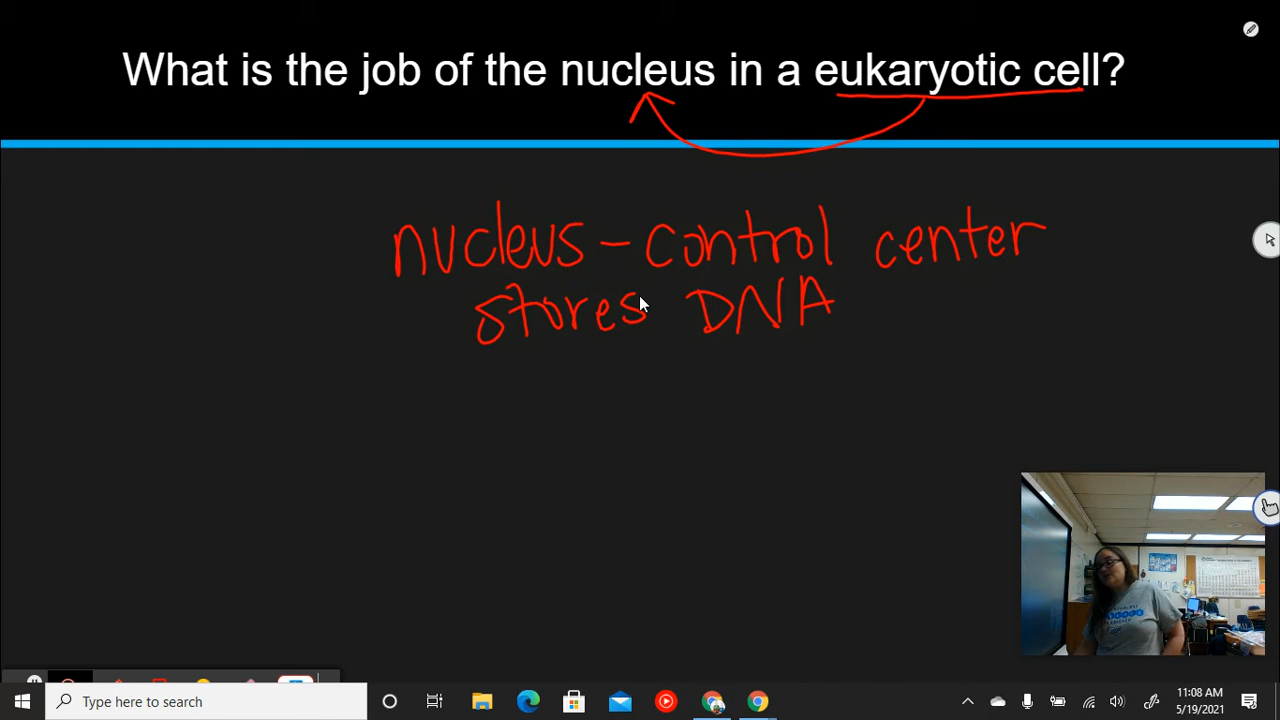 What is the job of the nucleus in a eukaryotic cell?
nucleus - control center
stores DNA
Type here to search
11:08 AM
5/19/2021